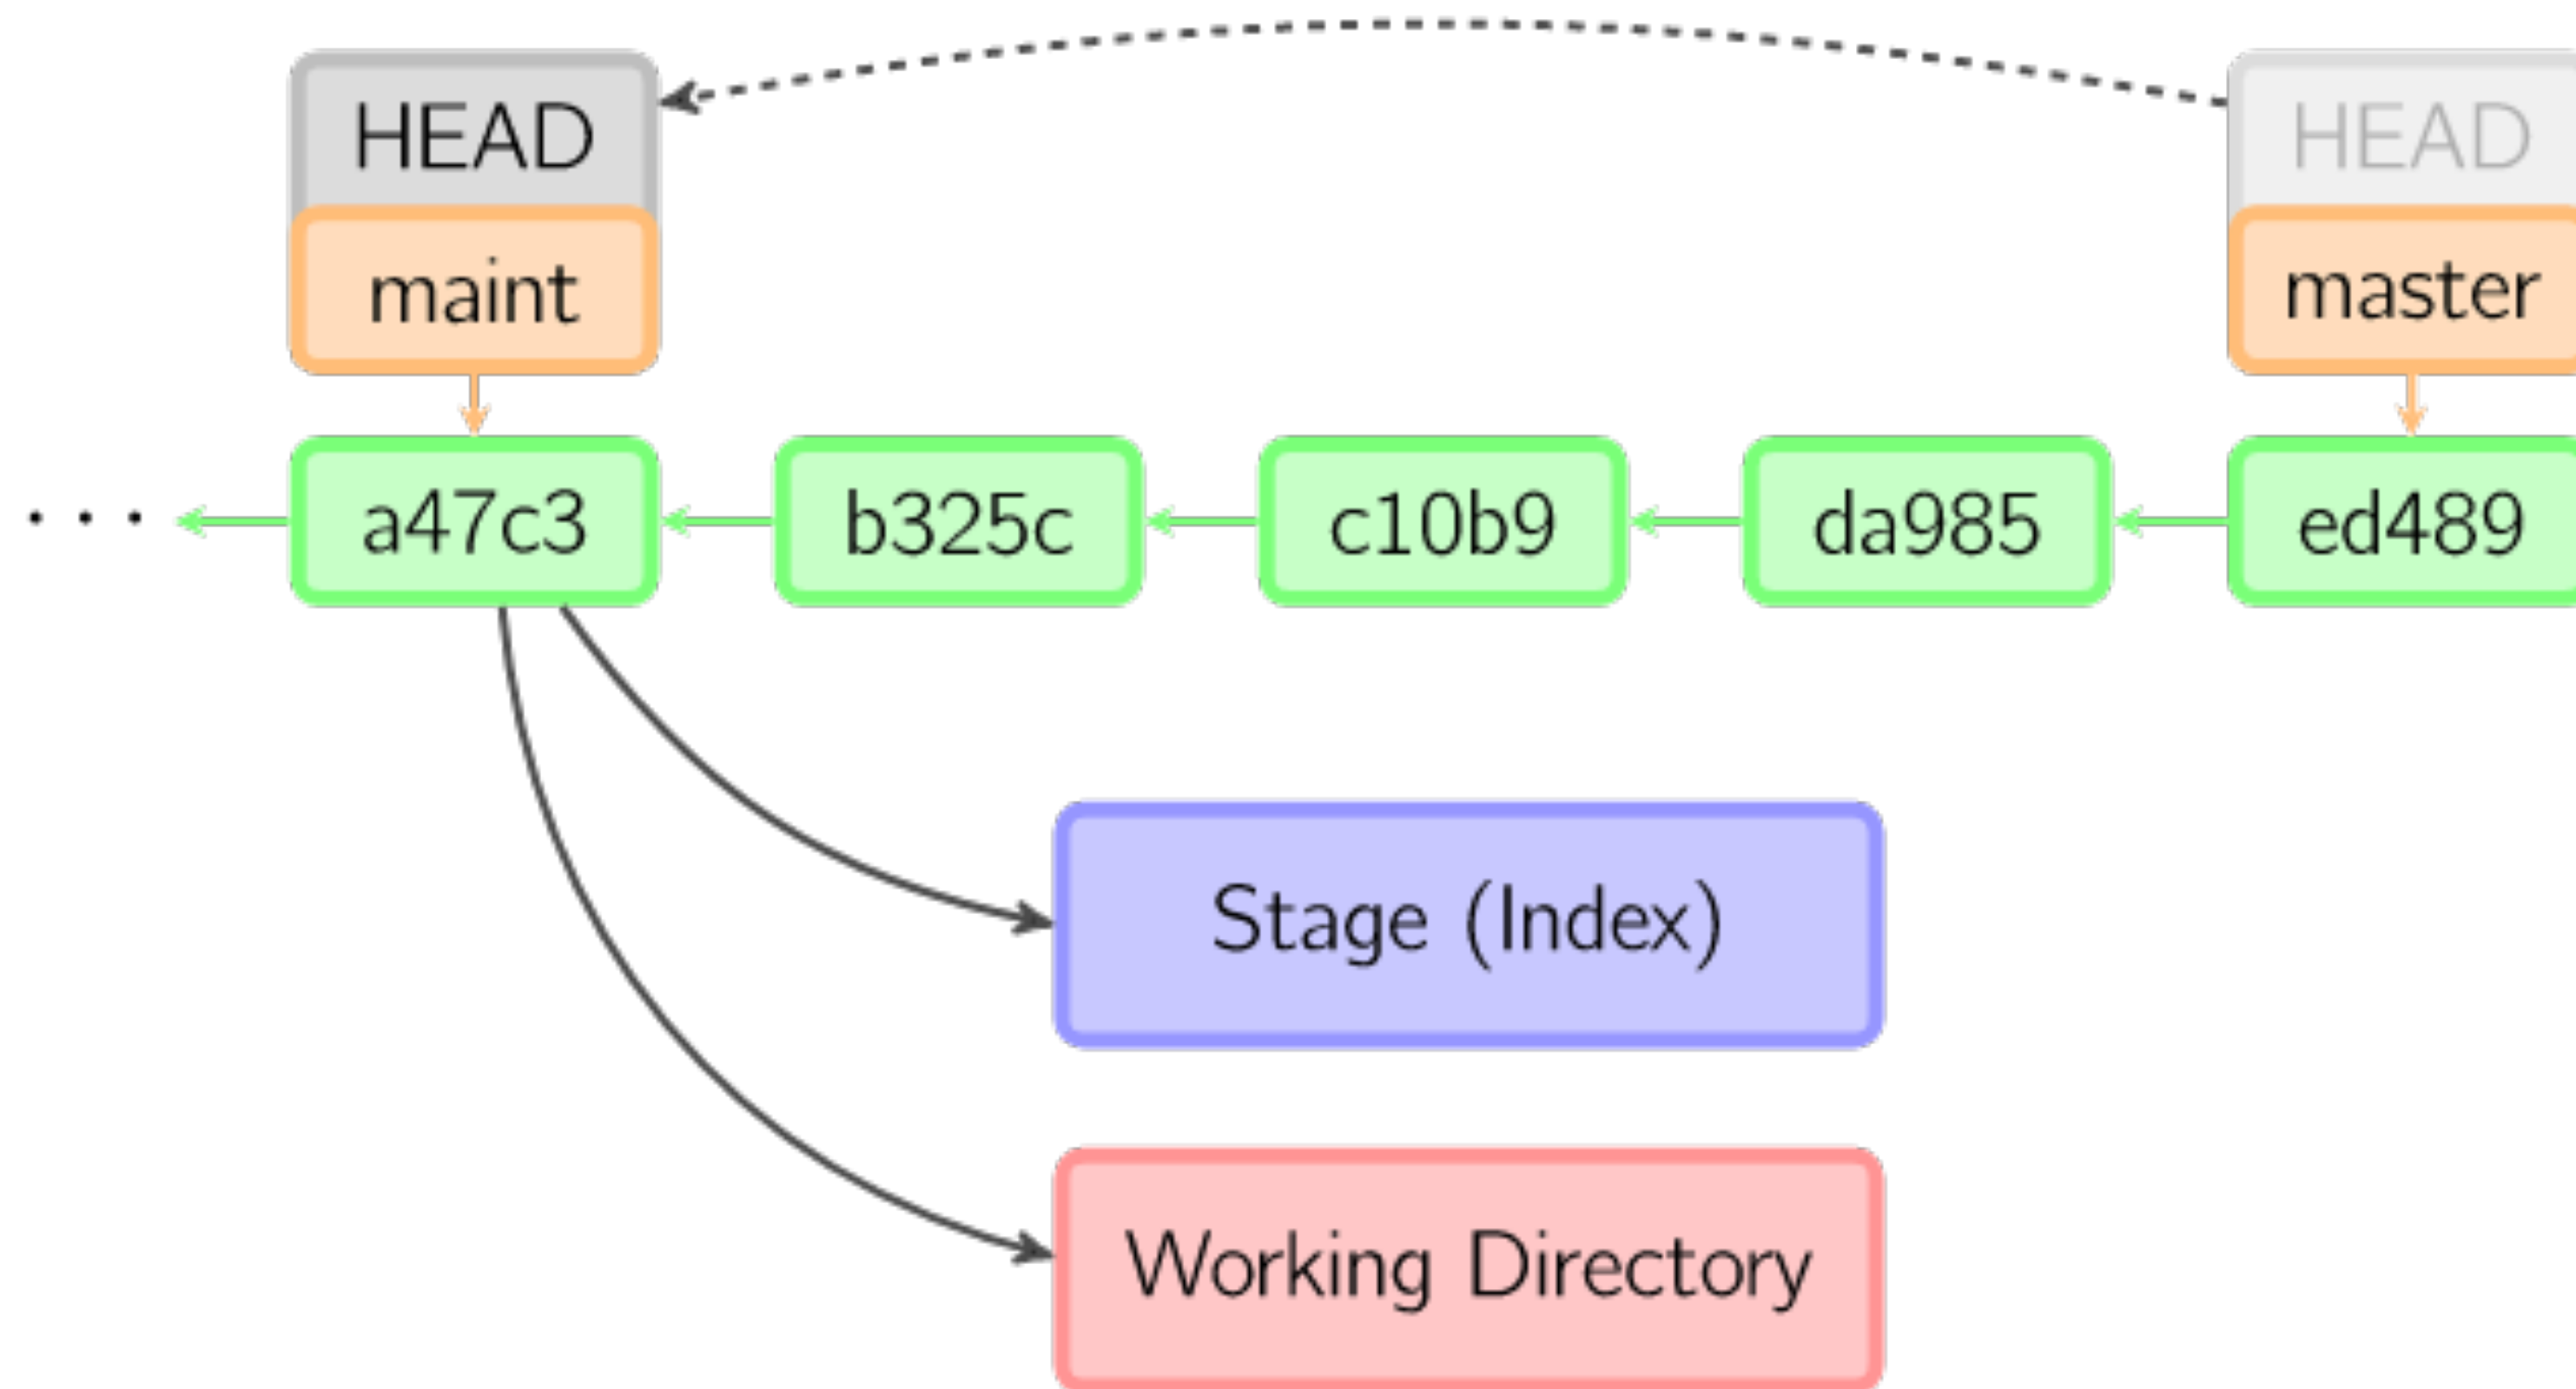 HEAD
HEAD
maint
master
. . .
a47c3
b325c
c10b9
da985
ed489
Stage (Index)
Working Directory